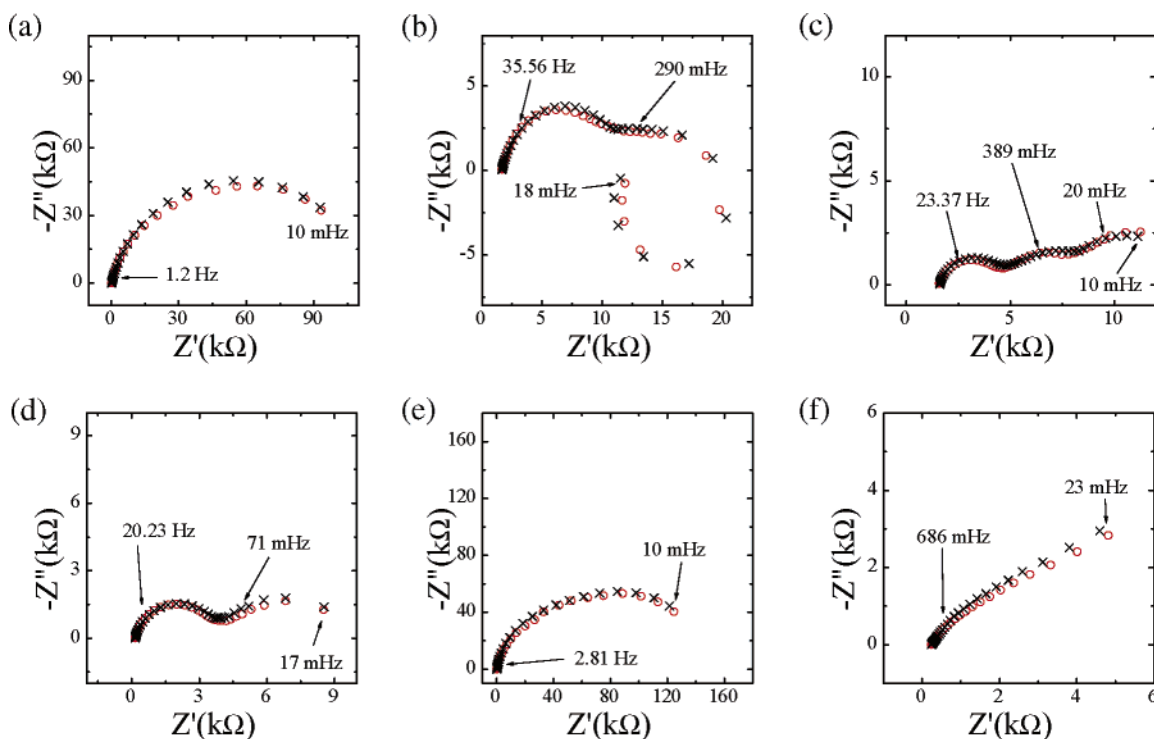 (a)
-Z"(kΩ)
90
60
30
0
10 mHz
1.2 Hz
0 30 60 90
Z'(kΩ)
(b)
-Z"(kΩ)
5
0
-5
35.56 Hz
290 mHz
18 mHz
0 5 10 15 20
Z'(kΩ)
(c)
-Z"(kΩ)
10
5
0
389 mHz
20 mHz
23.37 Hz
10 mHz
0 5 10
Z'(kΩ)
(d)
-Z"(kΩ)
9
6
3
0
20.23 Hz
71 mHz
17 mHz
0 3 6 9
Z'(kΩ)
(e)
-Z"(kΩ)
160
120
80
40
0
10 mHz
2.81 Hz
0 40 80 120 160
Z'(kΩ)
(f)
-Z"(kΩ)
6
4
2
0
23 mHz
686 mHz
0 2 4 6
Z'(kΩ)